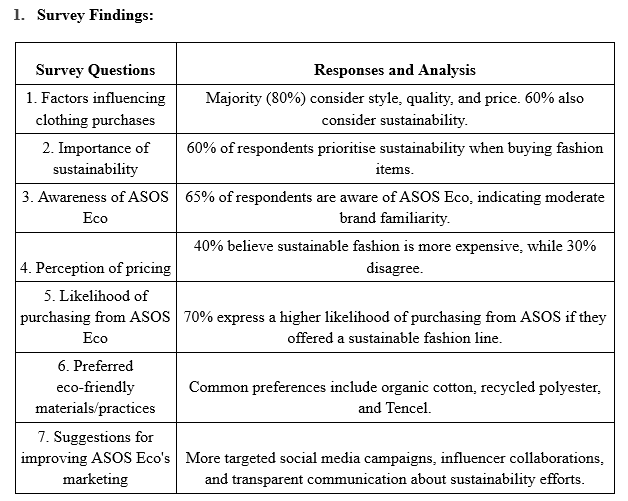 1. Survey Findings:
Survey Questions
Responses and Analysis
1. Factors influencing
clothing purchases
Majority (80%) consider style, quality, and price. 60% also
consider sustainability.
2. Importance of
sustainability
60% of respondents prioritise sustainability when buying fashion
items.
3. Awareness of ASOS
Eco
65% of respondents are aware of ASOS Eco, indicating moderate
brand familiarity.
4. Perception of pricing
40% believe sustainable fashion is more expensive, while 30%
disagree.
5. Likelihood of
purchasing from ASOS
Eco
70% express a higher likelihood of purchasing from ASOS if they
offered a sustainable fashion line.
6. Preferred
eco-friendly
materials/practices
Common preferences include organic cotton, recycled polyester,
and Tencel.
7. Suggestions for
improving ASOS Eco's
marketing
More targeted social media campaigns, influencer collaborations,
and transparent communication about sustainability efforts.